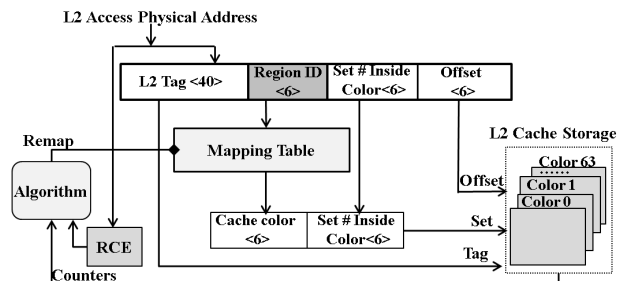 L2 Access Physical Address
L2 Tag <40>
Region ID
<6>
Set # Inside
Color<6>
Offset
<6>
Remap
Mapping Table
L2 Cache Storage
Algorithm
Offset
Color 63
......
Color 1
Color 0
Cache color
<6>
Set # Inside
Color<6>
Set
RCE
Tag
Counters